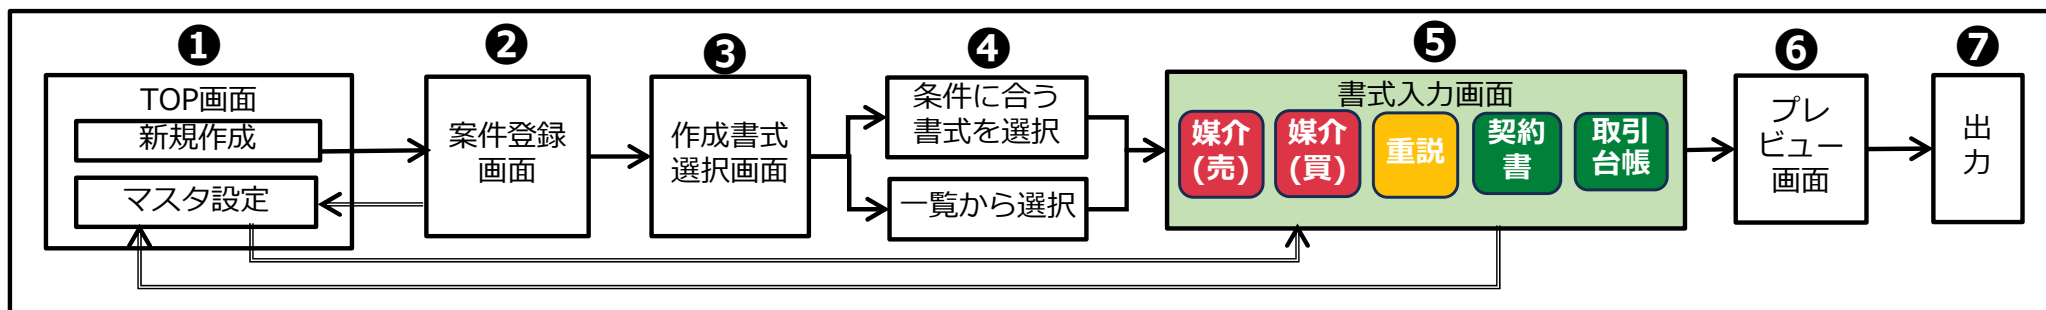 ❶
TOP画面
新規作成
マスタ設定
❷
案件登録
画面
❸
作成書式
選択画面
❹
条件に合う
書式を選択
一覧から選択
❺
書式入力画面
媒介
(売)
媒介
(買)
重説
契約
書
取引
台帳
❻
プレ
ビュー
画面
❼
出
力